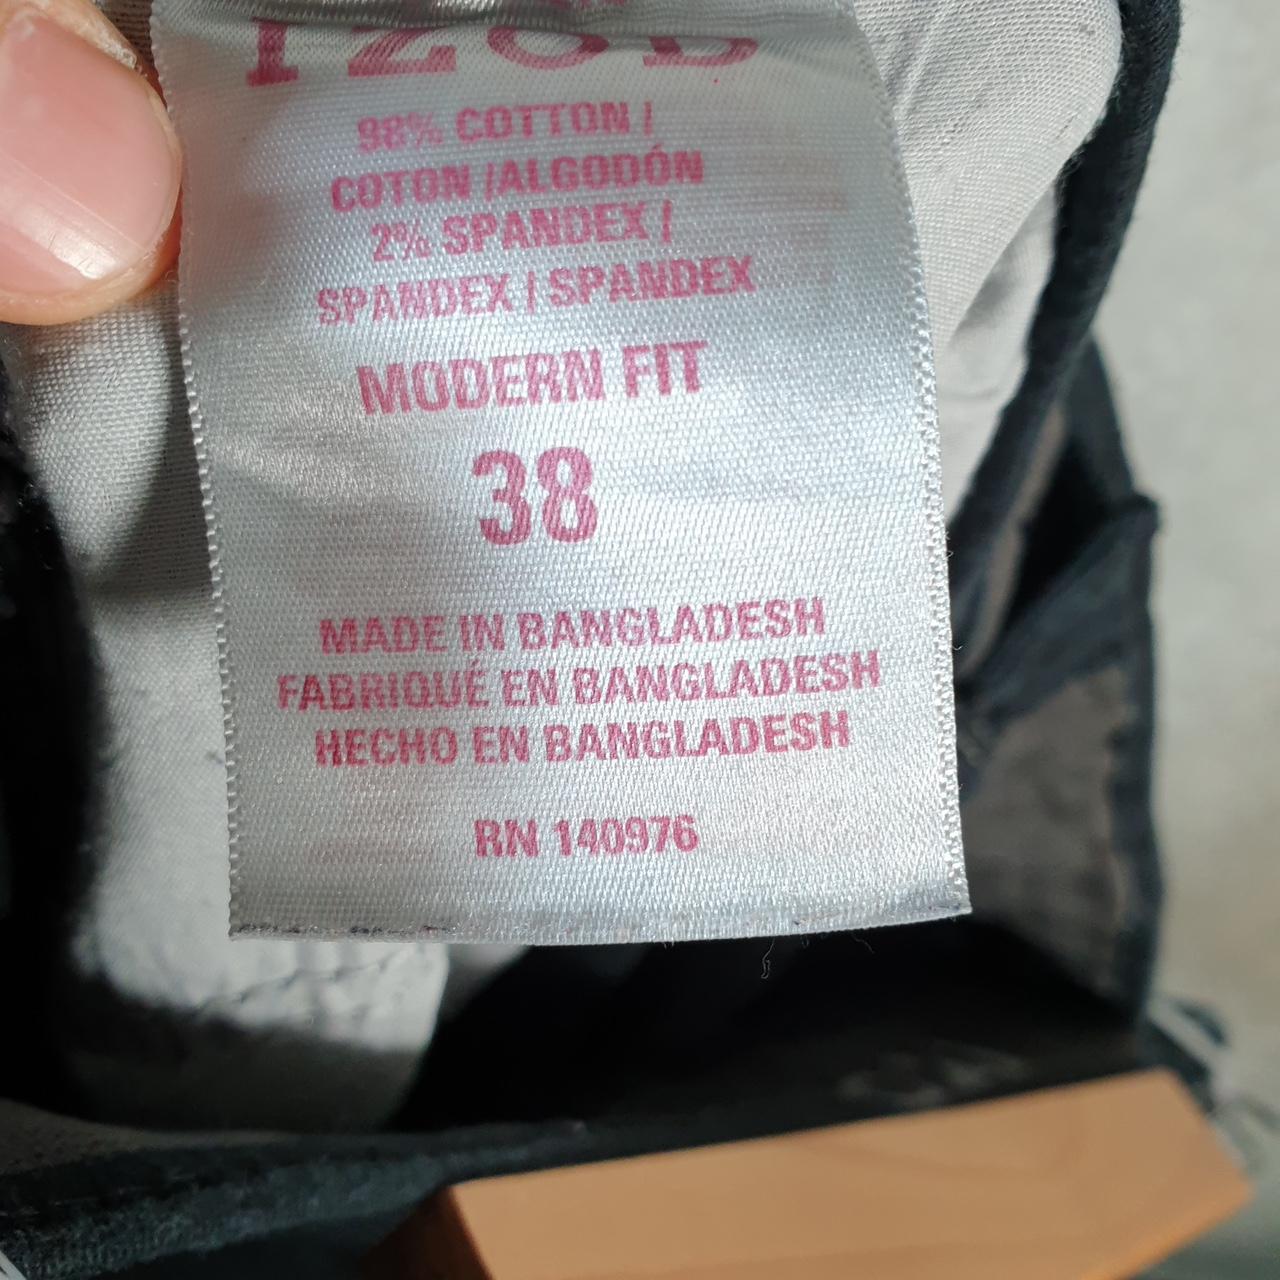 IZOD
98% COTTON /
COTON /ALGODÓN
2% SPANDEX /
SPANDEX / SPANDEX
MODERN FIT
38
MADE IN BANGLADESH
FABRIQUÉ EN BANGLADESH
HECHO EN BANGLADESH
RN 140976